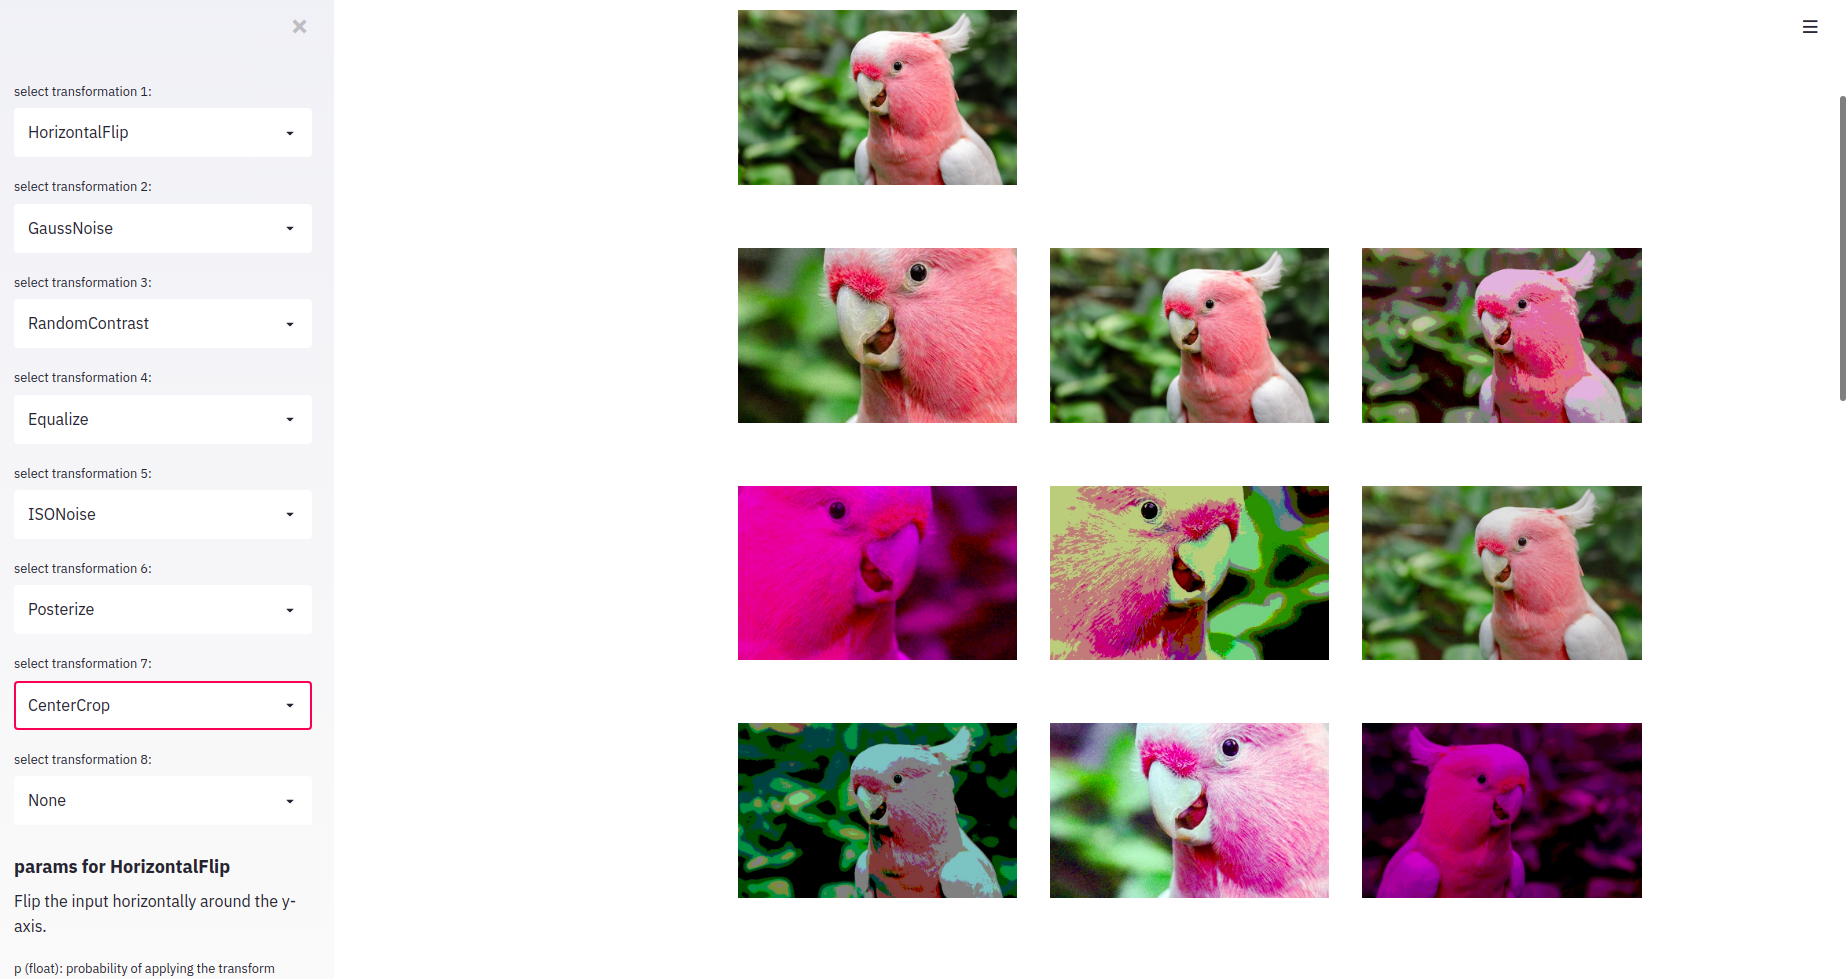 select transformation 1:
HorizontalFlip
select transformation 2:
GaussNoise
select transformation 3:
RandomContrast
select transformation 4:
Equalize
select transformation 5:
ISONoise
select transformation 6:
Posterize
select transformation 7:
CenterCrop
select transformation 8:
None
params for HorizontalFlip
Flip the input horizontally around the y-
axis.
p (float): probability of applying the transform